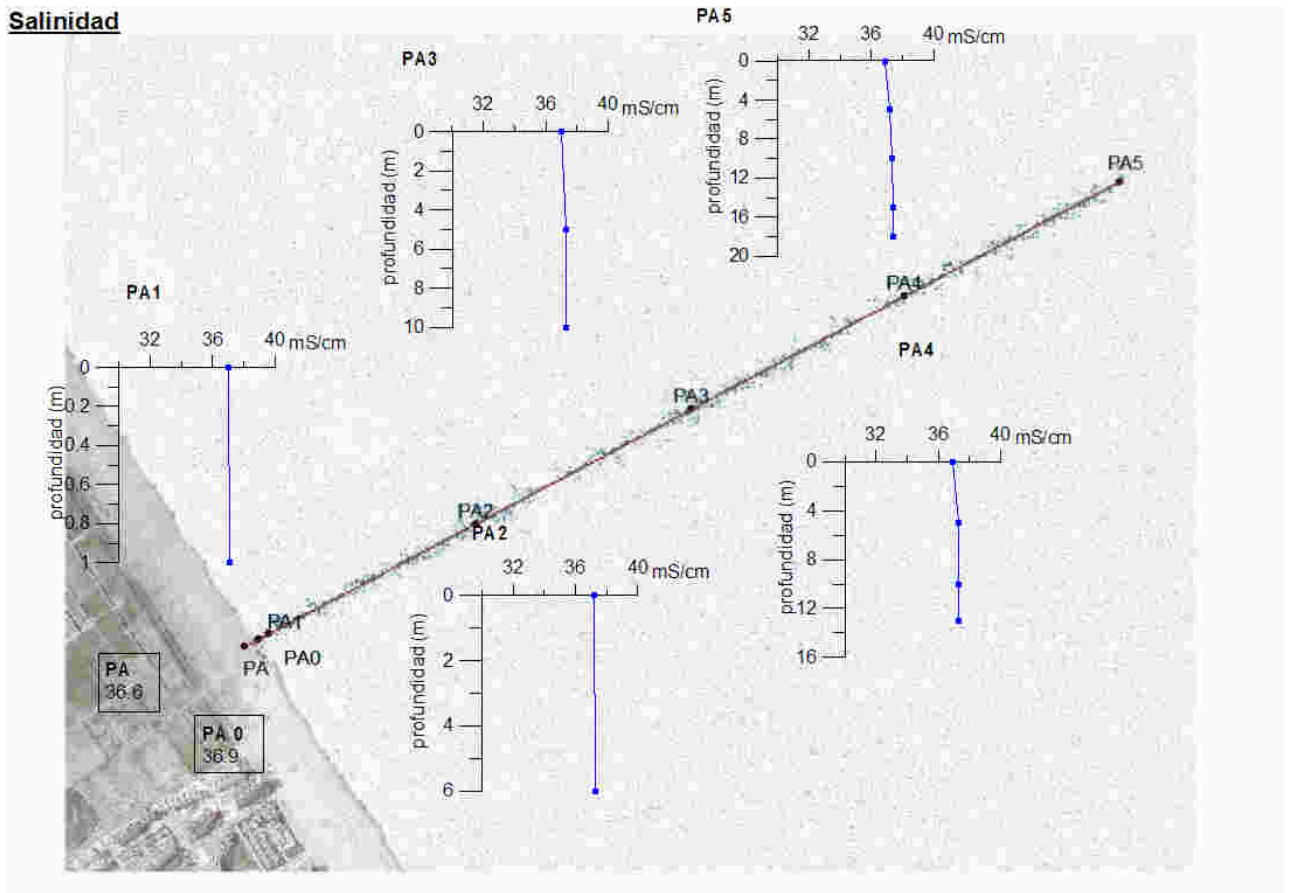 Salinidad
PA5
32 36 40 mS/cm
0
4
8
12
16
20
profundidad (m)
PA3
32 36 40 mS/cm
0
2
4
6
8
10
profundidad (m)
PA5
PA4
PA1
32 36 40 mS/cm
0
0.2
0.4
0.6
0.8
1
profundidad (m)
PA4
32 36 40 mS/cm
0
4
8
12
16
profundidad (m)
PA3
PA2
PA2
32 36 40 mS/cm
0
2
4
6
profundidad (m)
PA1
PA0
PA
PA
36.6
PA 0
36.9